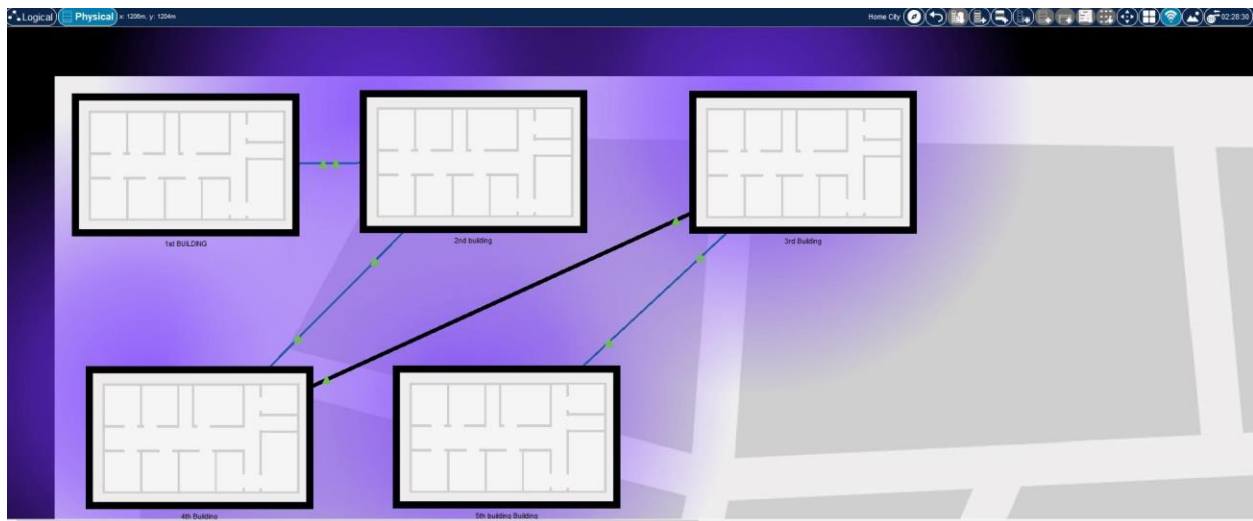 Logical Physical x: 1208m, y: 1204m Home City 02:28:30
1st BUILDING
2nd building
3rd Building
4th Building
5th building Building